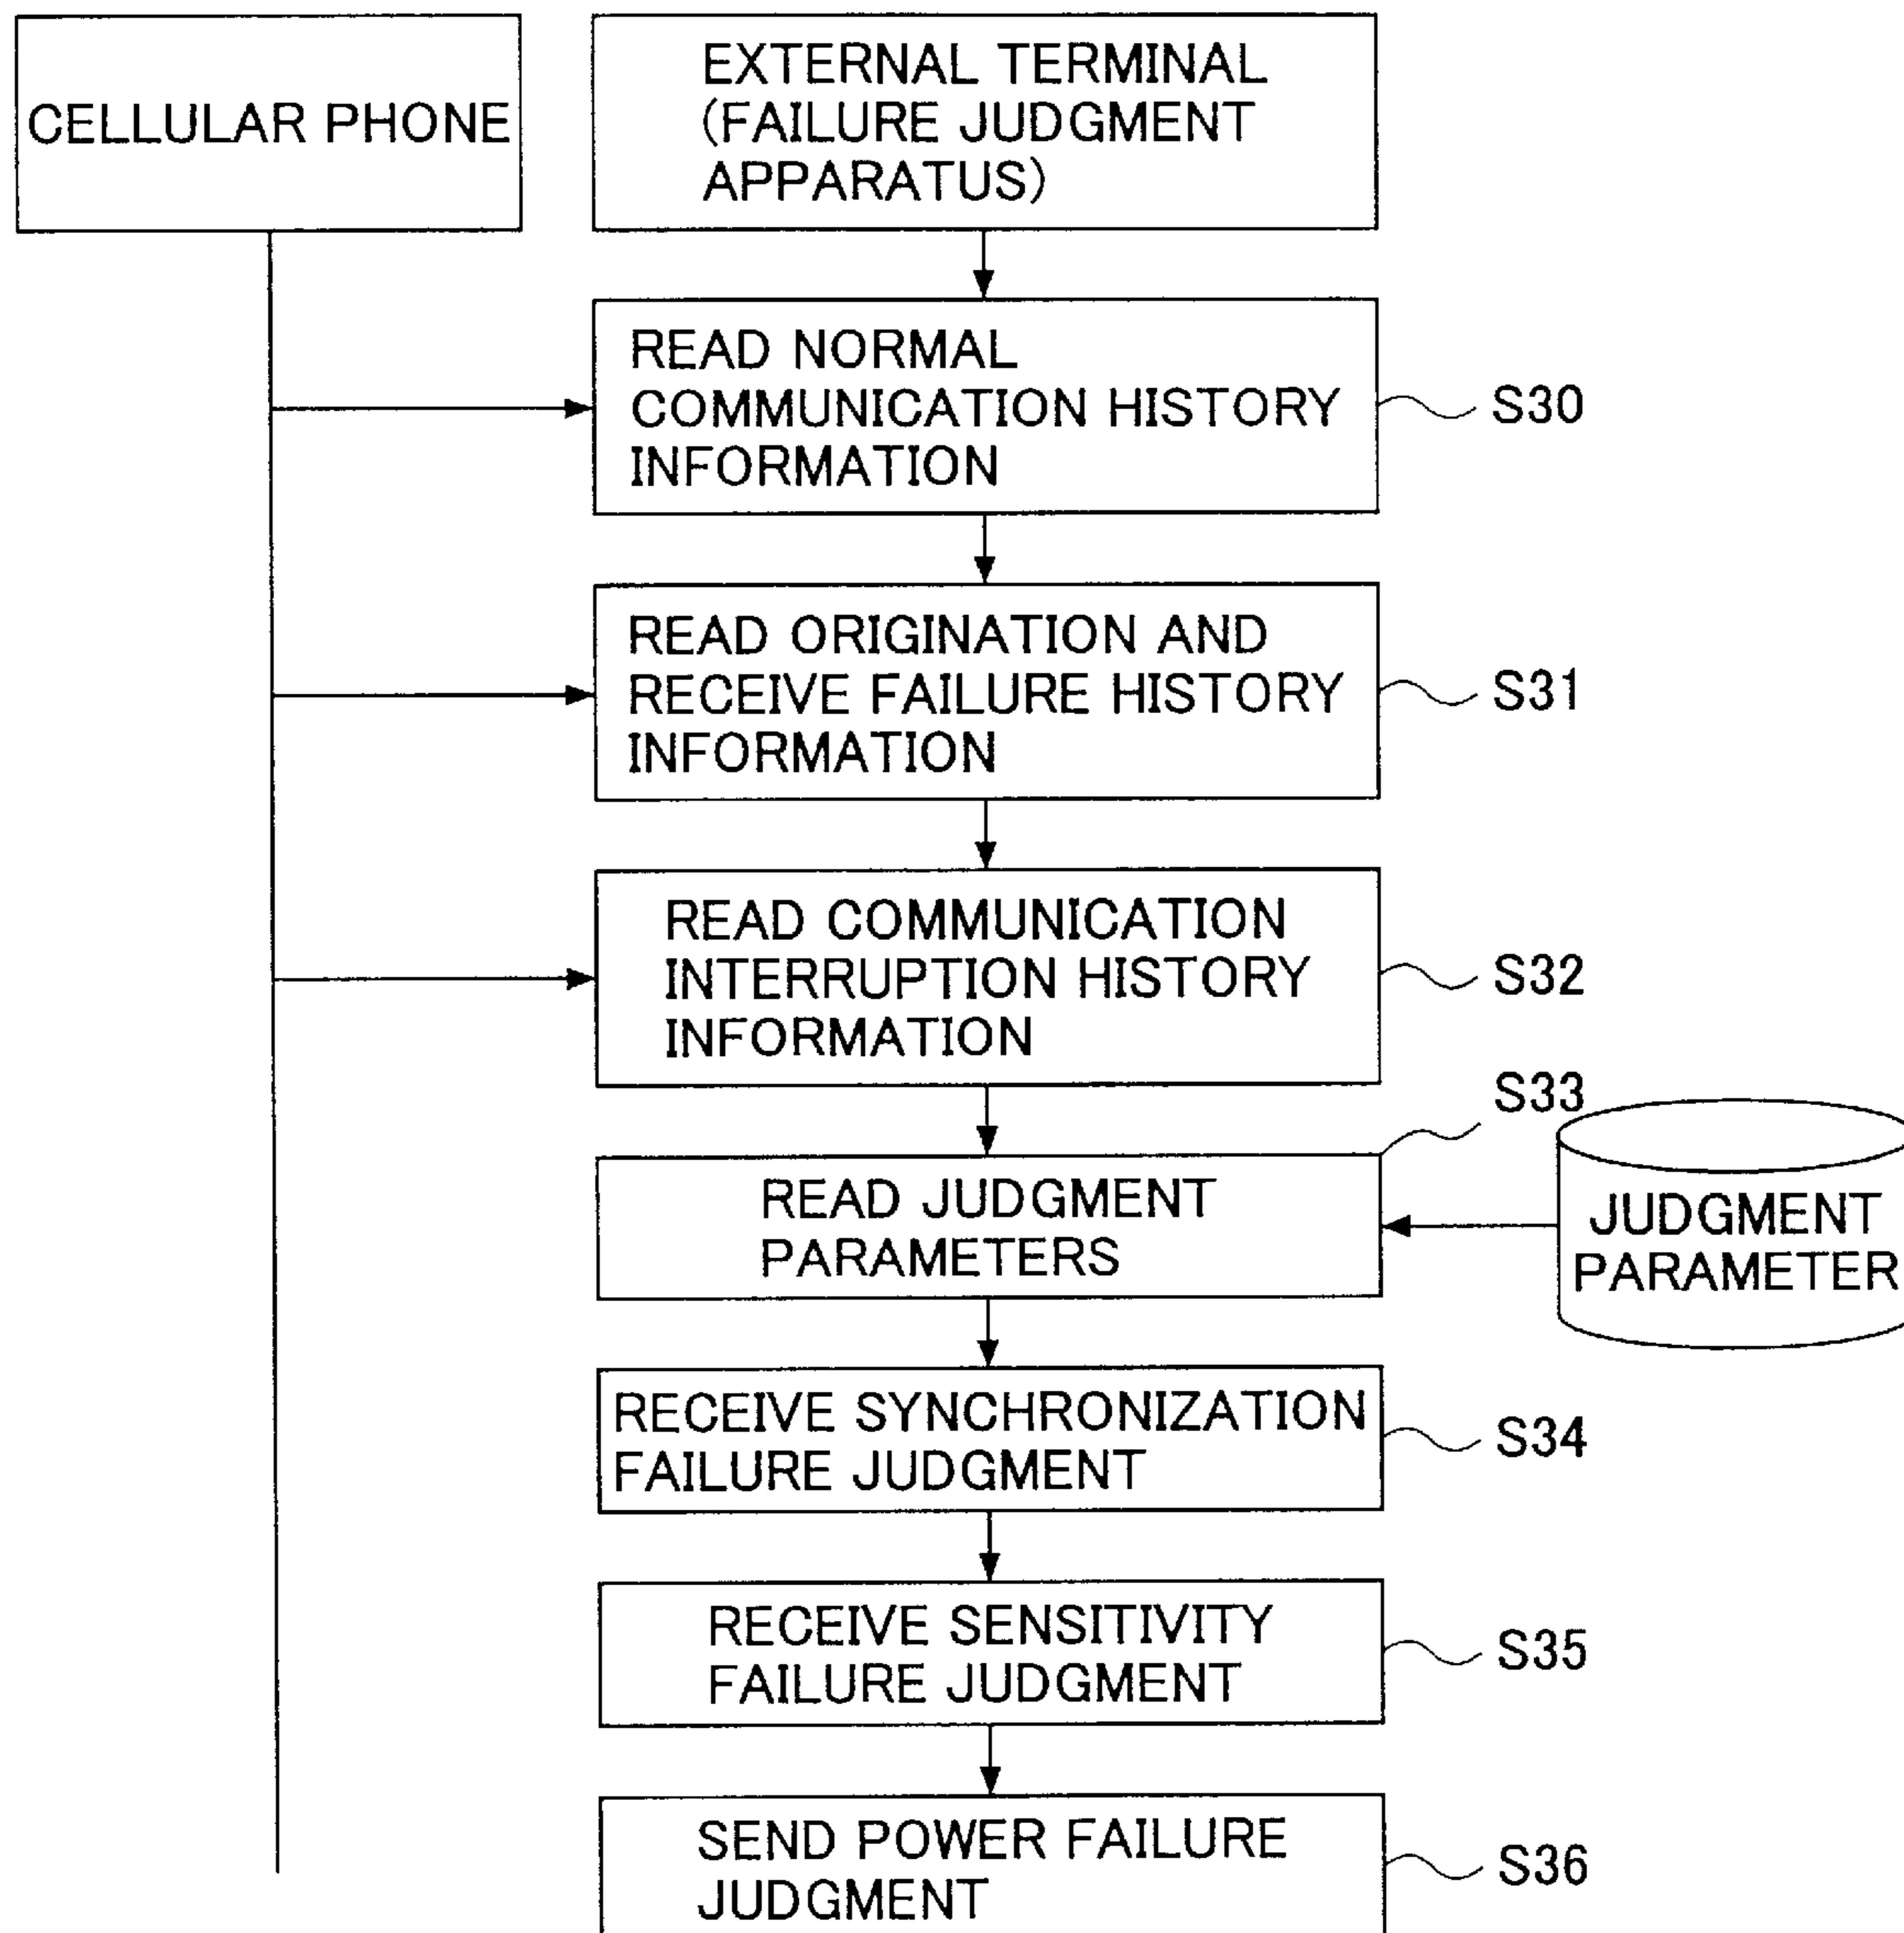 CELLULAR PHONE
EXTERNAL TERMINAL
(FAILURE JUDGMENT
APPARATUS)
READ NORMAL
COMMUNICATION HISTORY
INFORMATION
S30
READ ORIGINATION AND
RECEIVE FAILURE HISTORY
INFORMATION
S31
READ COMMUNICATION
INTERRUPTION HISTORY
INFORMATION
S32
S33
READ JUDGMENT
PARAMETERS
JUDGMENT
PARAMETER
RECEIVE SYNCHRONIZATION
FAILURE JUDGMENT
S34
RECEIVE SENSITIVITY
FAILURE JUDGMENT
S35
SEND POWER FAILURE
JUDGMENT
S36